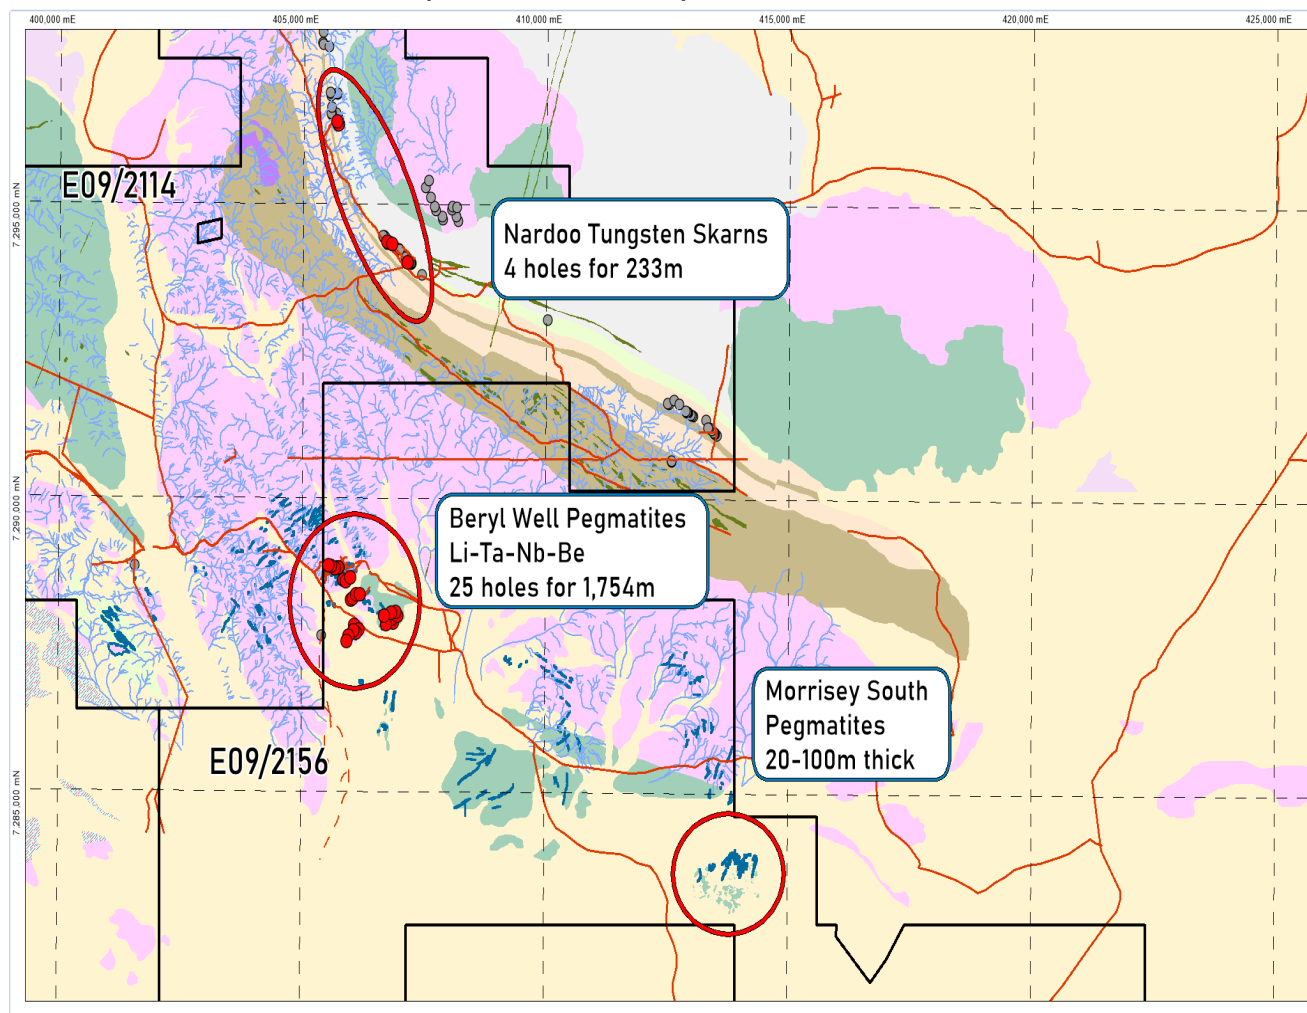 400,000 mE
405,000 mE
410,000 mE
415,000 mE
420,000 mE
425,000 mE
E09/2114
7 295,000 mN
Nardoo Tungsten Skarns
4 holes for 233m
7 290,000 mN
Beryl Well Pegmatites
Li-Ta-Nb-Be
25 holes for 1,754m
Morrisey South
Pegmatites
20-100m thick
E09/2156
7 285,000 mN